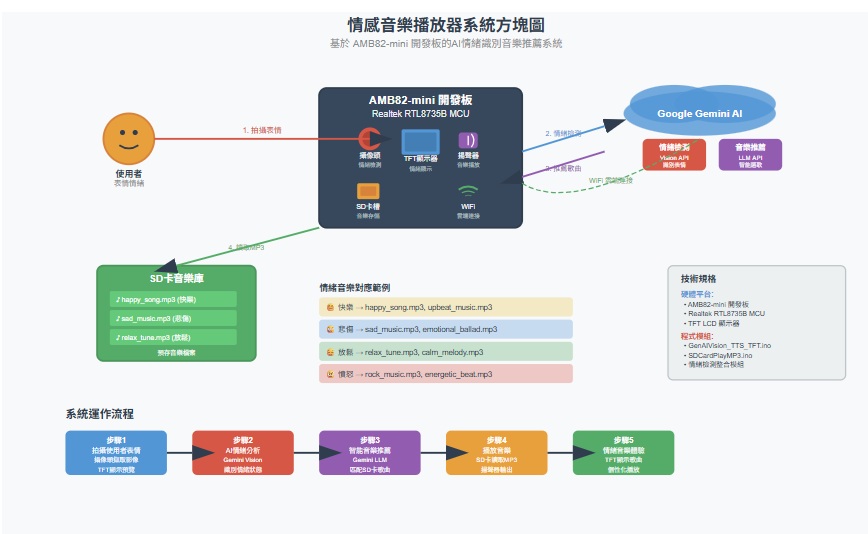 情感音樂播放器系統方塊圖
基於 AMB82-mini 開發板的AI情緒識別音樂推薦系統
AMB82-mini 開發板
Realtek RTL8735B MCU
攝像頭
情緒檢測
TFT顯示器
情緒顯示
揚聲器
音樂播放
SD卡槽
音樂存儲
WiFi
雲端連接
使用者
表情情緒
1. 拍攝表情
2. 情緒檢測
3. 推薦歌曲
WiFi 雲端連接
Google Gemini AI
情緒檢測
Vision API
識別表情
音樂推薦
LLM API
智能選歌
4. 播放MP3
SD卡音樂庫
♪ happy_song.mp3 (快樂)
♪ sad_music.mp3 (悲傷)
♪ relax_tune.mp3 (放鬆)
預存音樂檔案
情緒音樂對應範例
快樂 → happy_song.mp3, upbeat_music.mp3
悲傷 → sad_music.mp3, emotional_ballad.mp3
放鬆 → relax_tune.mp3, calm_melody.mp3
憤怒 → rock_music.mp3, energetic_beat.mp3
技術規格
硬體平台:
• AMB82-mini 開發板
• Realtek RTL8735B MCU
• TFT LCD 顯示器
程式模組:
• GenAIVision_TTS_TFT.ino
• SDCardPlayMP3.ino
• 情緒檢測整合模組
系統運作流程
步驟1
拍攝使用者表情
攝像頭擷取影像
TFT顯示預覽
步驟2
AI情緒分析
Gemini Vision
識別情緒狀態
步驟3
智能音樂推薦
Gemini LLM
匹配SD卡歌曲
步驟4
播放音樂
SD卡讀取MP3
揚聲器輸出
步驟5
情緒音樂體驗
TFT顯示歌曲
個性化播放